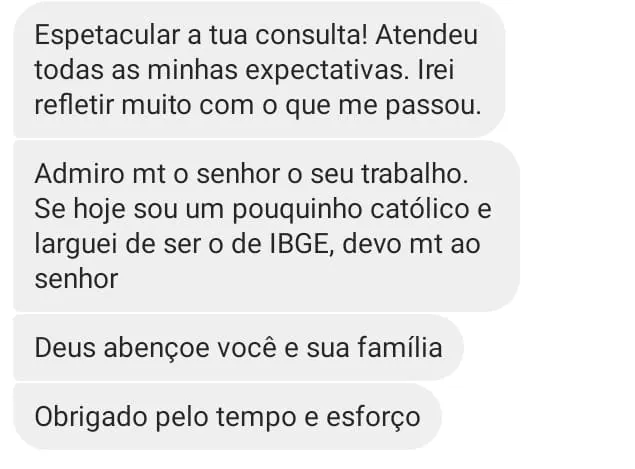 Espetacular a tua consulta! Atendeu
todas as minhas expectativas. Irei
refletir muito com o que me passou.
Admiro mt o senhor o seu trabalho.
Se hoje sou um pouquinho católico e
larguei de ser o de IBGE, devo mt ao
senhor
Deus abençoe você e sua família
Obrigado pelo tempo e esforço